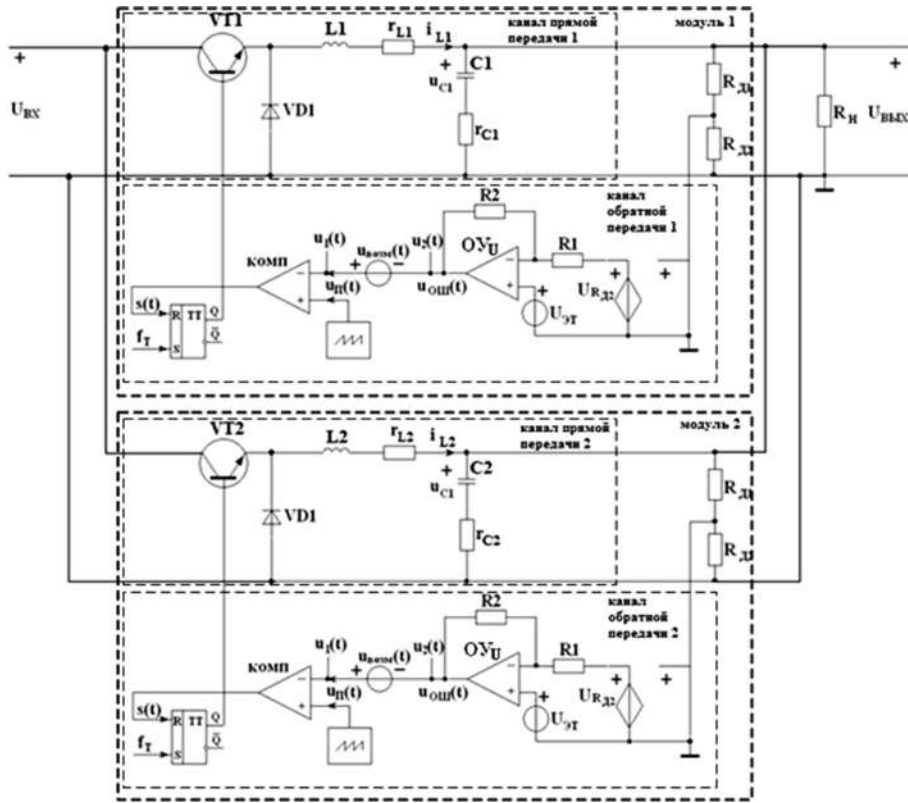 VT1
L1
r_L1
i_L1
канал прямой
передачи 1
модуль 1
+
U_ВХ
VD1
+
u_C1
C1
r_C1
R_Д1
R_Д2
R_Н
+
U_ВЫХ
канал
обратной
передачи 1
R2
комп
u_1(t)
u_возм(t)
u_2(t)
ОУ_U
R1
+
−
−
+
u_П(t)
u_ОШ(t)
−
+
+
U_ЭТ
+
U_RД2
+
s(t)
f_T
R TT Q
S Q̅
VT2
L2
r_L2
i_L2
канал прямой
передачи 2
модуль 2
VD1
+
u_C1
C2
r_C2
R_Д1
R_Д2
канал
обратной
передачи 2
R2
комп
u_1(t)
u_возм(t)
u_2(t)
ОУ_U
R1
+
−
−
+
u_П(t)
u_ОШ(t)
−
+
+
U_ЭТ
+
U_RД2
+
s(t)
f_T
R TT Q
S Q̅